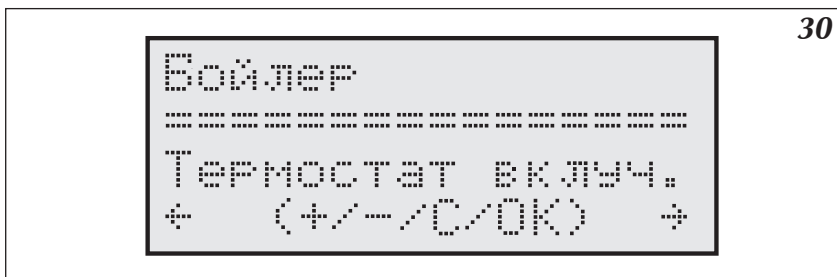 30
Бойлер
================
Термостат включ.
← (+/-/C/OK) →